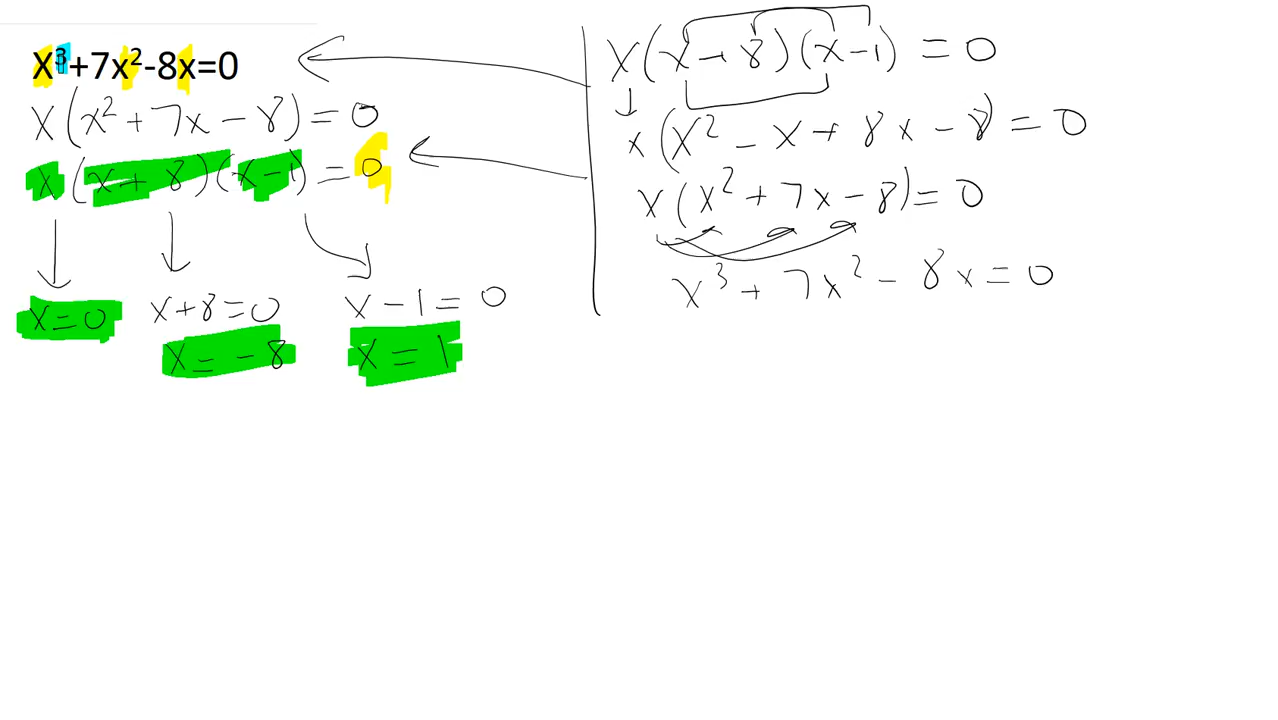 X³+7x²-8x=0
x(x²+7x-8)=0
x(x+8)(x-1)=0
x=0 x+8=0 x-1=0
x=-8 x=1
x(x+8)(x-1)=0
x(x²-x+8x-8)=0
x(x²+7x-8)=0
x³+7x²-8x=0